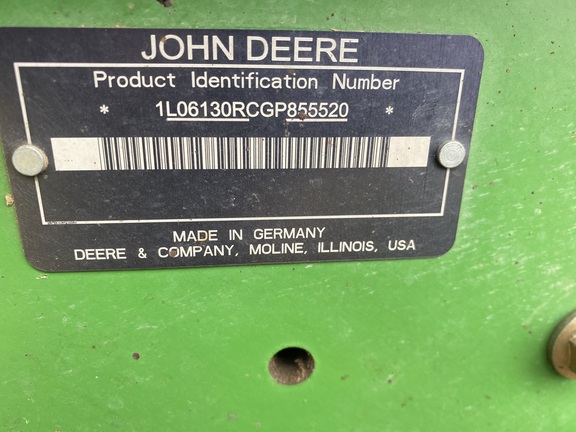 JOHN DEERE
Product Identification Number
* 1L06130RCGP855520 *
MADE IN GERMANY
DEERE & COMPANY, MOLINE, ILLINOIS, USA